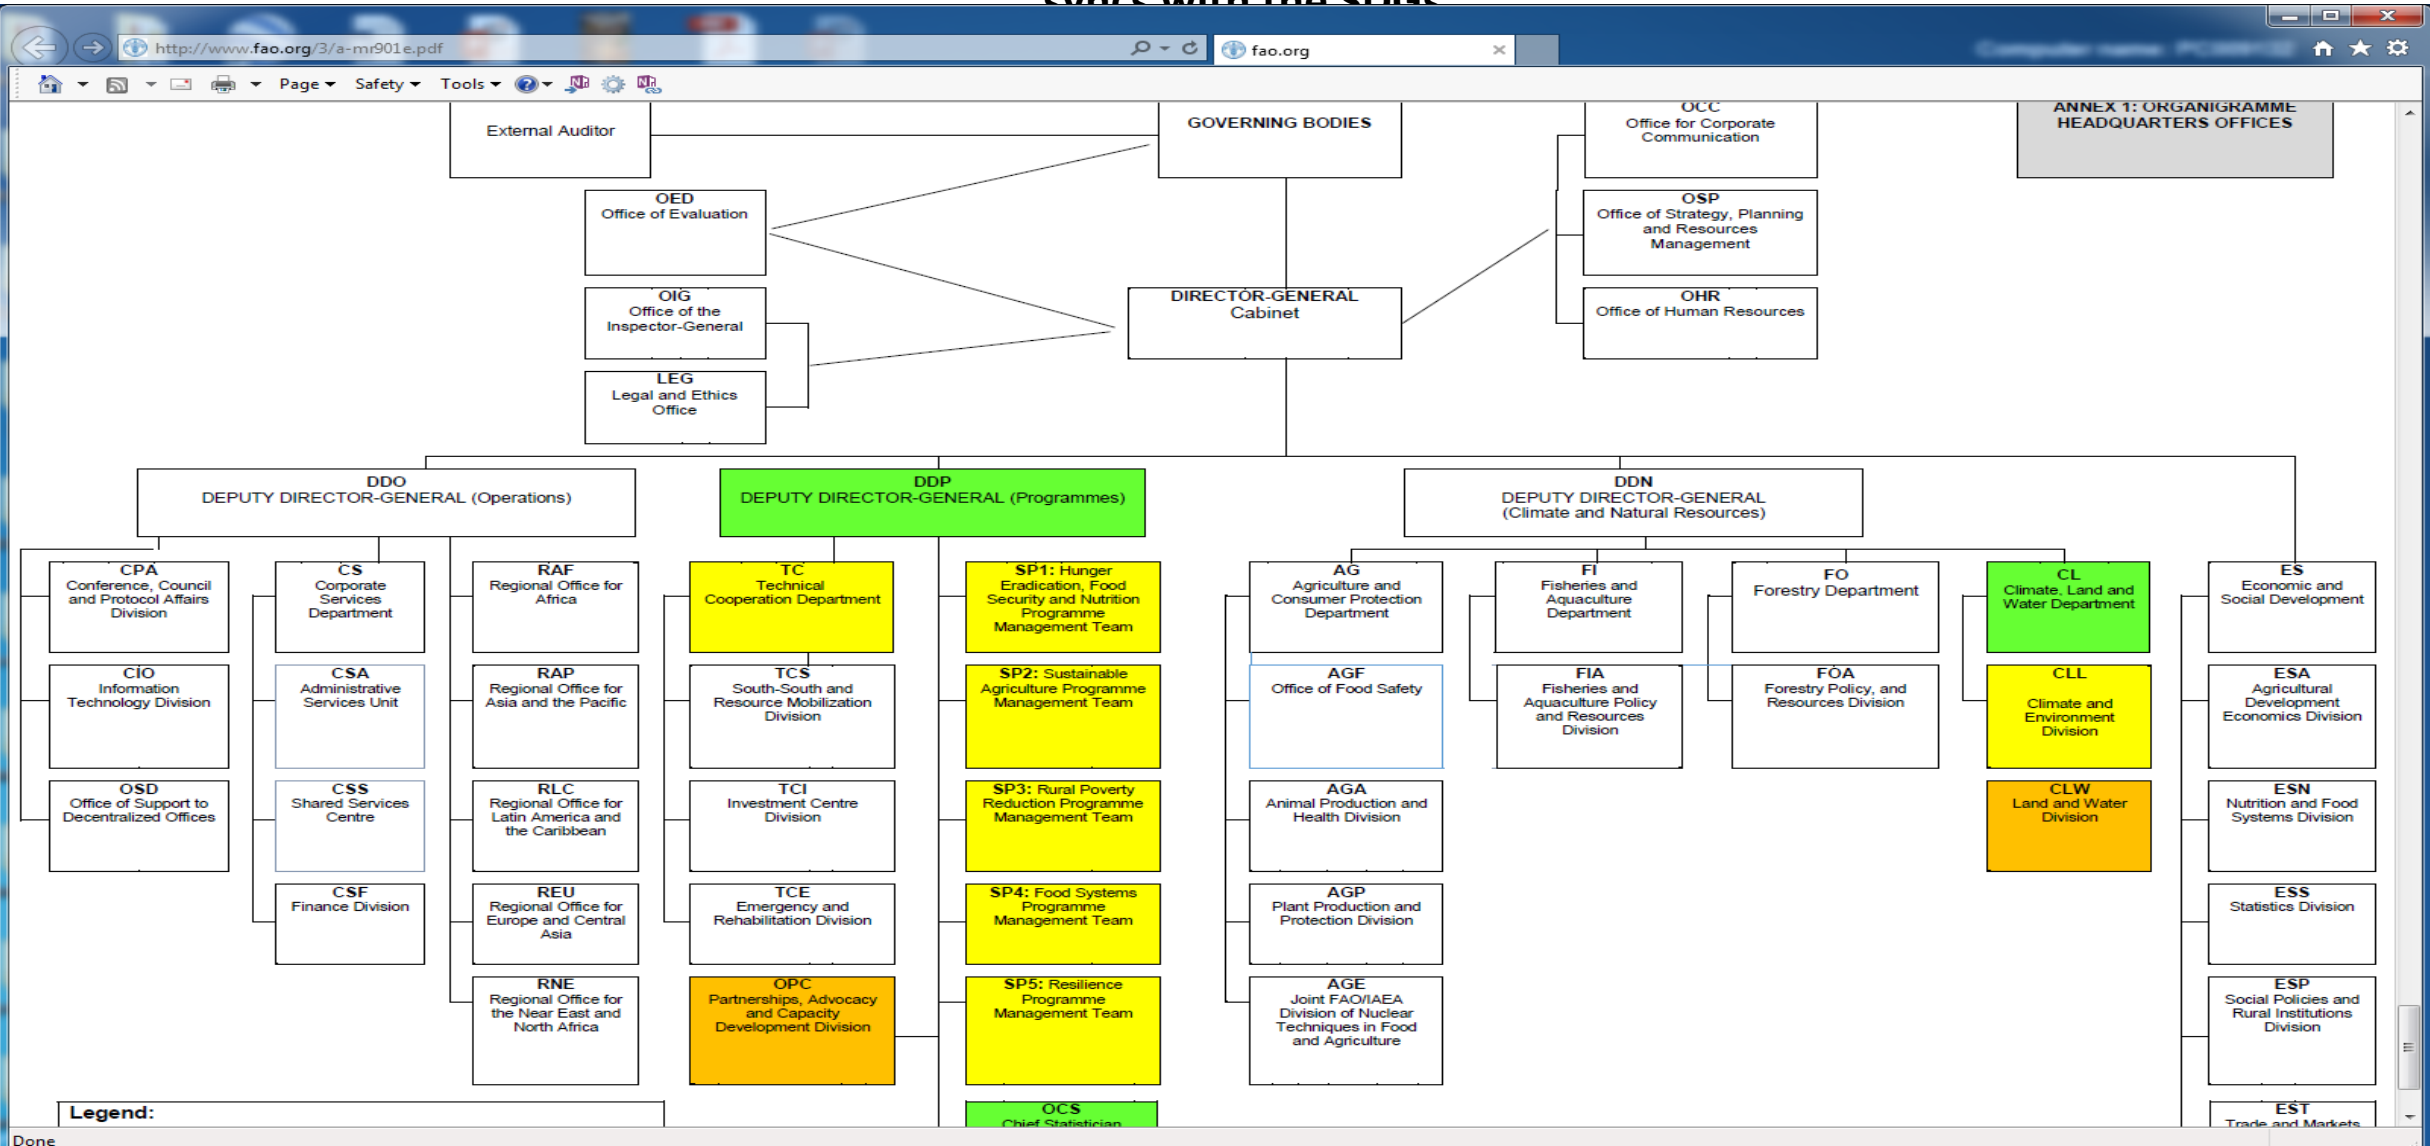 http://www.fao.org/3/a-mr901e.pdf
fao.org
Page
Safety
Tools
External Auditor
GOVERNING BODIES
OCC
Office for Corporate
Communication
ANNEX 1: ORGANIGRAMME
HEADQUARTERS OFFICES
OED
Office of Evaluation
OSP
Office of Strategy, Planning
and Resources
Management
OIG
Office of the
Inspector-General
DIRECTOR-GENERAL
Cabinet
OHR
Office of Human Resources
LEG
Legal and Ethics
Office
DDO
DEPUTY DIRECTOR-GENERAL (Operations)
DDP
DEPUTY DIRECTOR-GENERAL (Programmes)
DDN
DEPUTY DIRECTOR-GENERAL
(Climate and Natural Resources)
CPA
Conference, Council
and Protocol Affairs
Division
CS
Corporate
Services
Department
RAF
Regional Office for
Africa
TC
Technical
Cooperation Department
SP1: Hunger
Eradication, Food
Security and Nutrition
Programme
Management Team
AG
Agriculture and
Consumer Protection
Department
FI
Fisheries and
Aquaculture
Department
FO
Forestry Department
CL
Climate, Land and
Water Department
ES
Economic and
Social Development
CIO
Information
Technology Division
CSA
Administrative
Services Unit
RAP
Regional Office for
Asia and the Pacific
TCS
South-South and
Resource Mobilization
Division
SP2: Sustainable
Agriculture Programme
Management Team
AGF
Office of Food Safety
FIA
Fisheries and
Aquaculture Policy
and Resources
Division
FOA
Forestry Policy, and
Resources Division
CLL
Climate and
Environment
Division
ESA
Agricultural
Development
Economics Division
OSD
Office of Support to
Decentralized Offices
CSS
Shared Services
Centre
RLC
Regional Office for
Latin America and
the Caribbean
TCI
Investment Centre
Division
SP3: Rural Poverty
Reduction Programme
Management Team
AGA
Animal Production and
Health Division
CLW
Land and Water
Division
ESN
Nutrition and Food
Systems Division
CSF
Finance Division
REU
Regional Office for
Europe and Central
Asia
TCE
Emergency and
Rehabilitation Division
SP4: Food Systems
Programme
Management Team
AGP
Plant Production and
Protection Division
ESS
Statistics Division
RNE
Regional Office for
the Near East and
North Africa
OPC
Partnerships, Advocacy
and Capacity
Development Division
SP5: Resilience
Programme
Management Team
AGE
Joint FAO/IAEA
Division of Nuclear
Techniques in Food
and Agriculture
ESP
Social Policies and
Rural Institutions
Division
Legend:
OCS
Chief Statistician
EST
Trade and Markets
Done